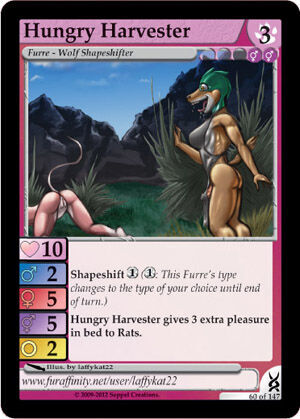 Hungry Harvester
3
Furre - Wolf Shapeshifter
10
2
5
5
2
Shapeshift 1 (1: This Furre's type
changes to the type of your choice until end
of turn.)
Hungry Harvester gives 3 extra pleasure
in bed to Rats.
Illus. by laffykat22
© 2009-2012 Seppel Creations.
www.furaffinity.net/user/laffykat22
60 of 147